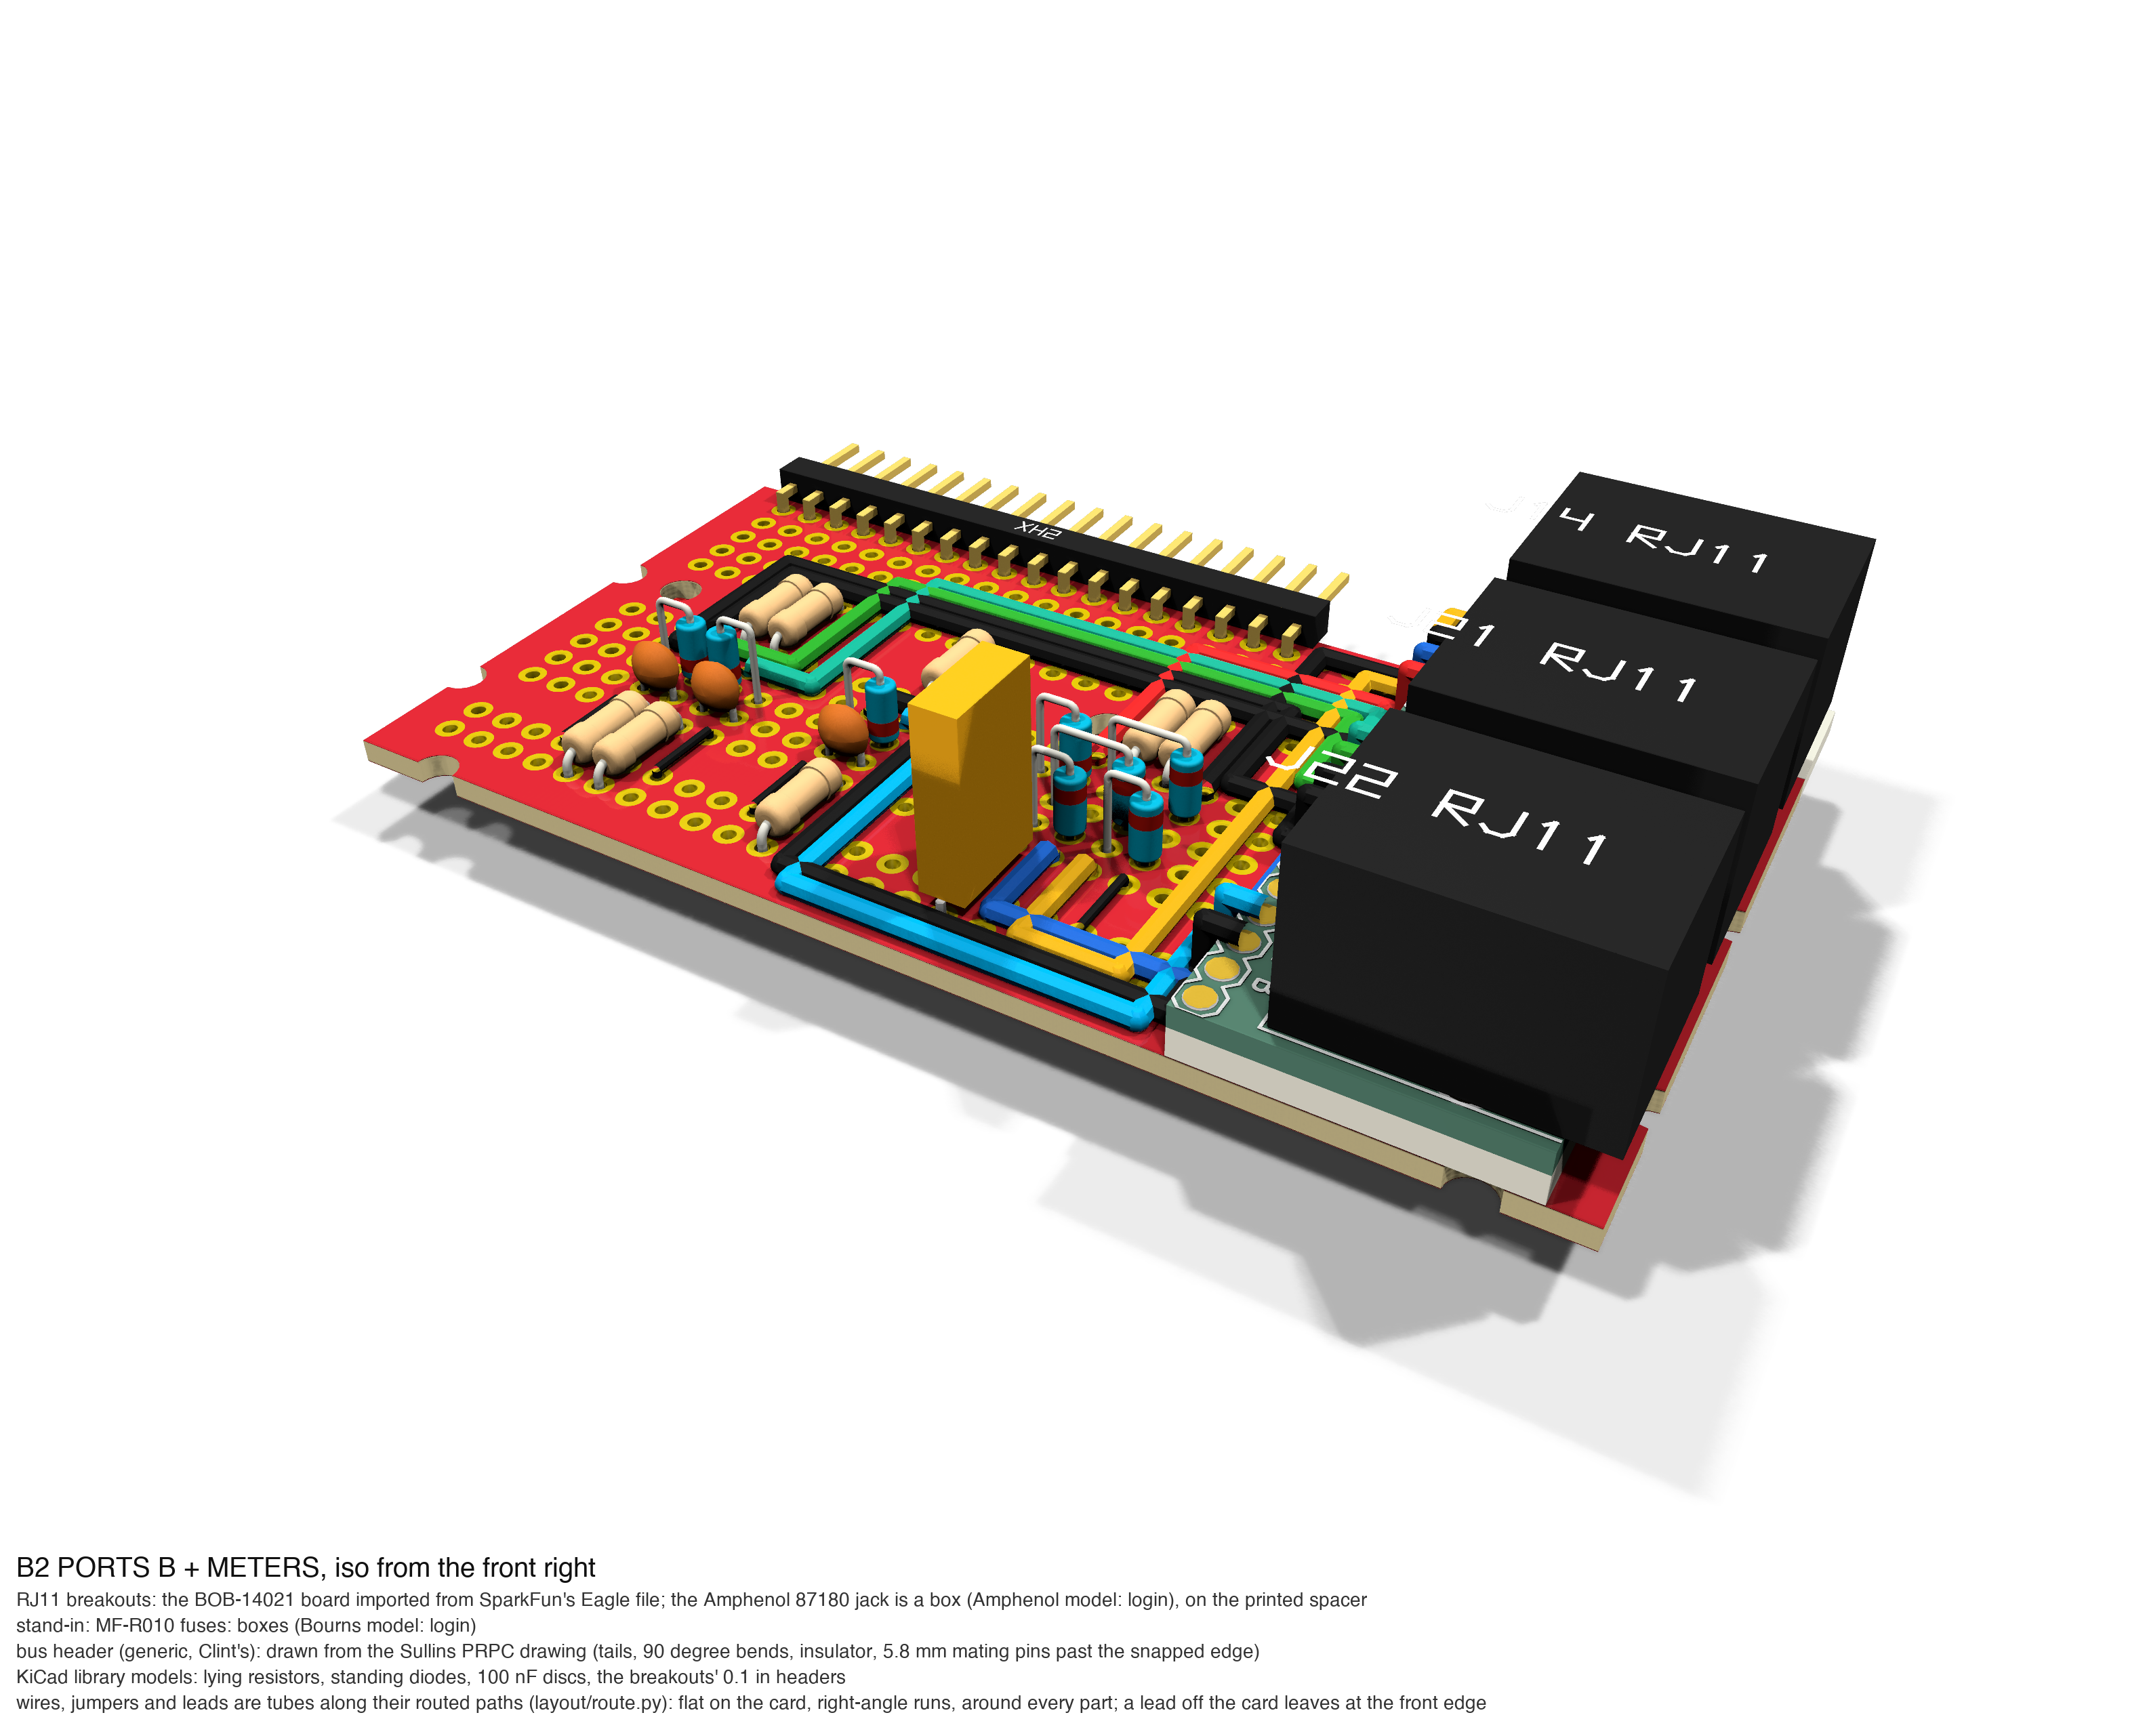 XH2
4 RJ11
J21 RJ11
J22 RJ11
B2 PORTS B + METERS, iso from the front right
RJ11 breakouts: the BOB-14021 board imported from SparkFun's Eagle file; the Amphenol 87180 jack is a box (Amphenol model: login), on the printed spacer
stand-in: MF-R010 fuses: boxes (Bourns model: login)
bus header (generic, Clint's): drawn from the Sullins PRPC drawing (tails, 90 degree bends, insulator, 5.8 mm mating pins past the snapped edge)
KiCad library models: lying resistors, standing diodes, 100 nF discs, the breakouts' 0.1 in headers
wires, jumpers and leads are tubes along their routed paths (layout/route.py): flat on the card, right-angle runs, around every part; a lead off the card leaves at the front edge